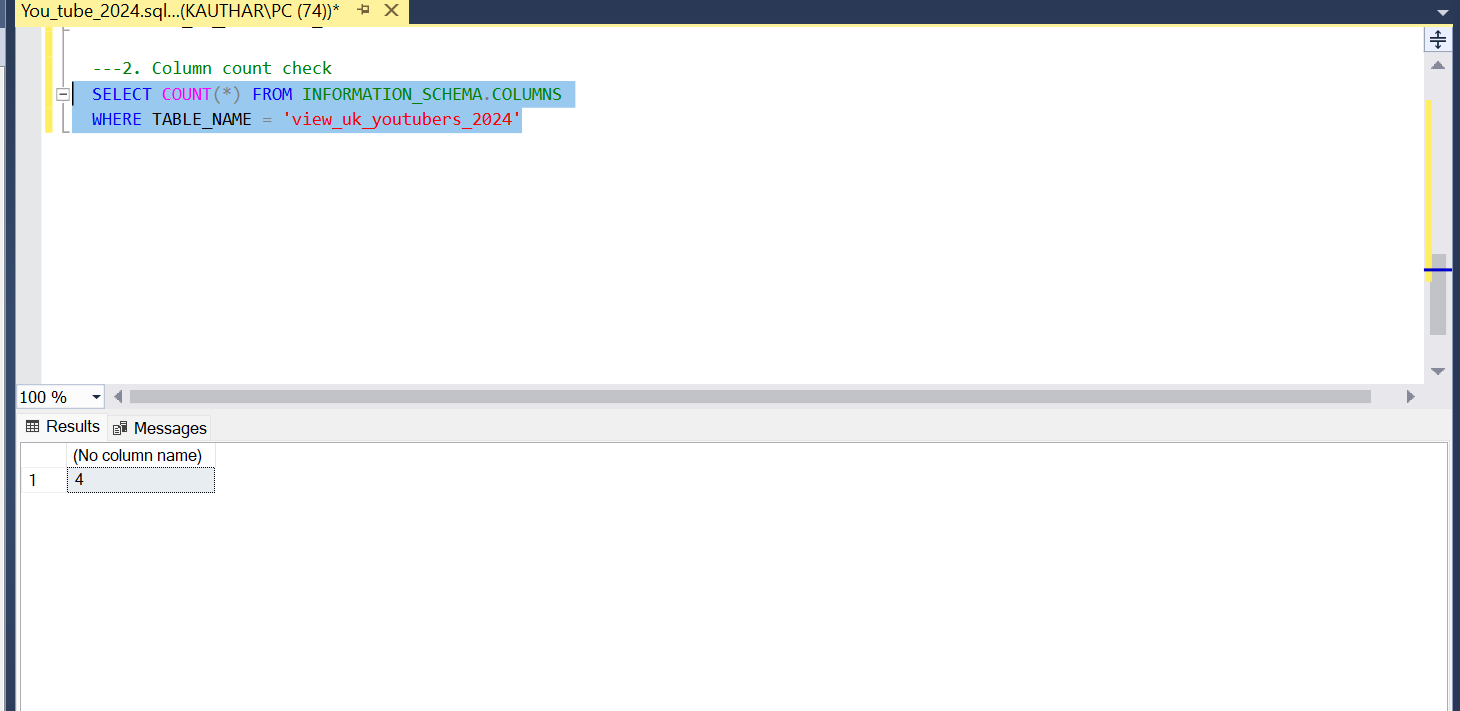 You_tube_2024.sql...(KAUTHAR\PC (74))*
---2. Column count check
SELECT COUNT(*) FROM INFORMATION_SCHEMA.COLUMNS
WHERE TABLE_NAME = 'view_uk_youtubers_2024'
100 %
Results Messages
(No column name)
1 4